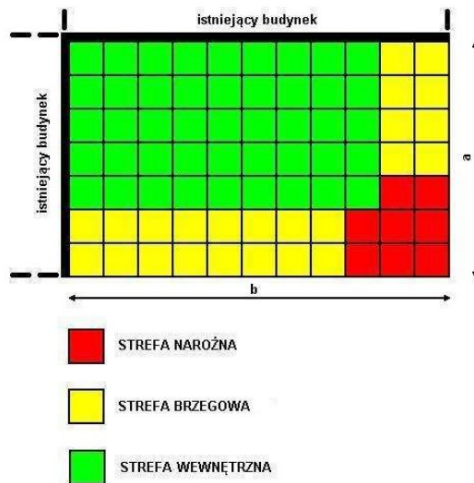 istniejący budynek
istniejący budynek
a
b
STREFA NAROŻNA
STREFA BRZEGOWA
STREFA WEWNĘTRZNA